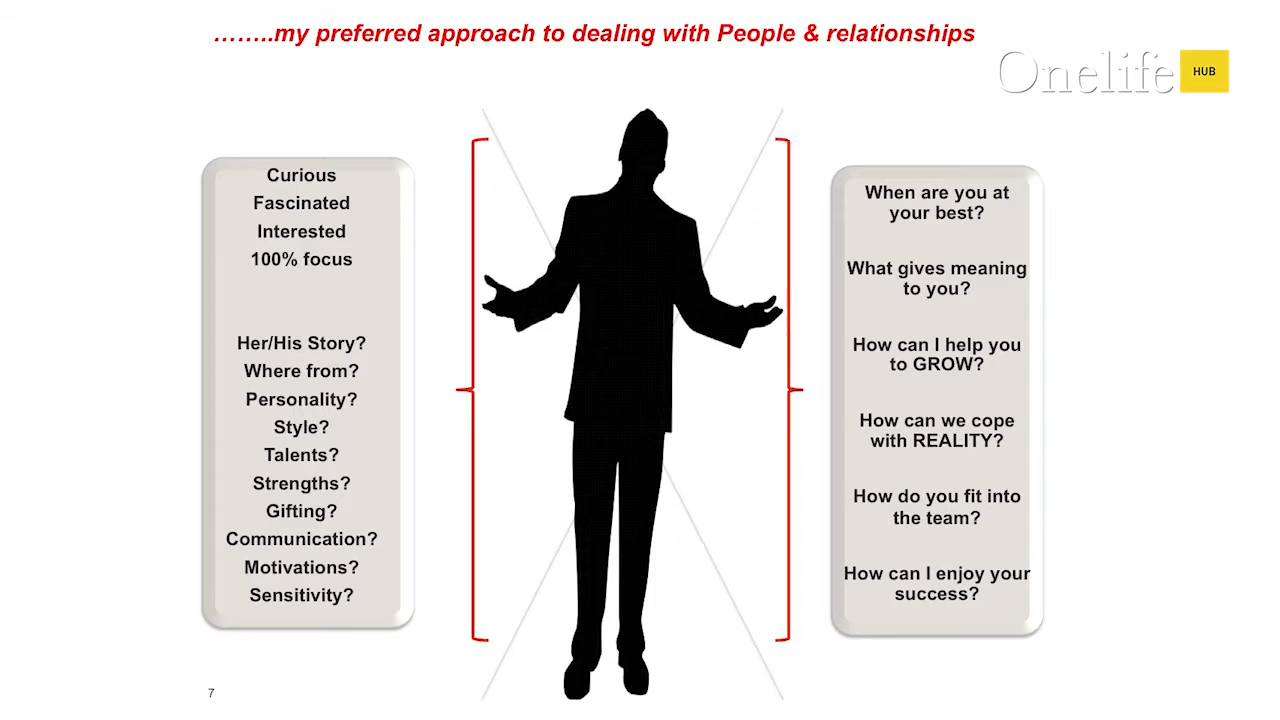 ……..my preferred approach to dealing with People & relationships
Onelife
HUB
Curious
Fascinated
Interested
100% focus
Her/His Story?
Where from?
Personality?
Style?
Talents?
Strengths?
Gifting?
Communication?
Motivations?
Sensitivity?
When are you at
your best?
What gives meaning
to you?
How can I help you
to GROW?
How can we cope
with REALITY?
How do you fit into
the team?
How can I enjoy your
success?
7